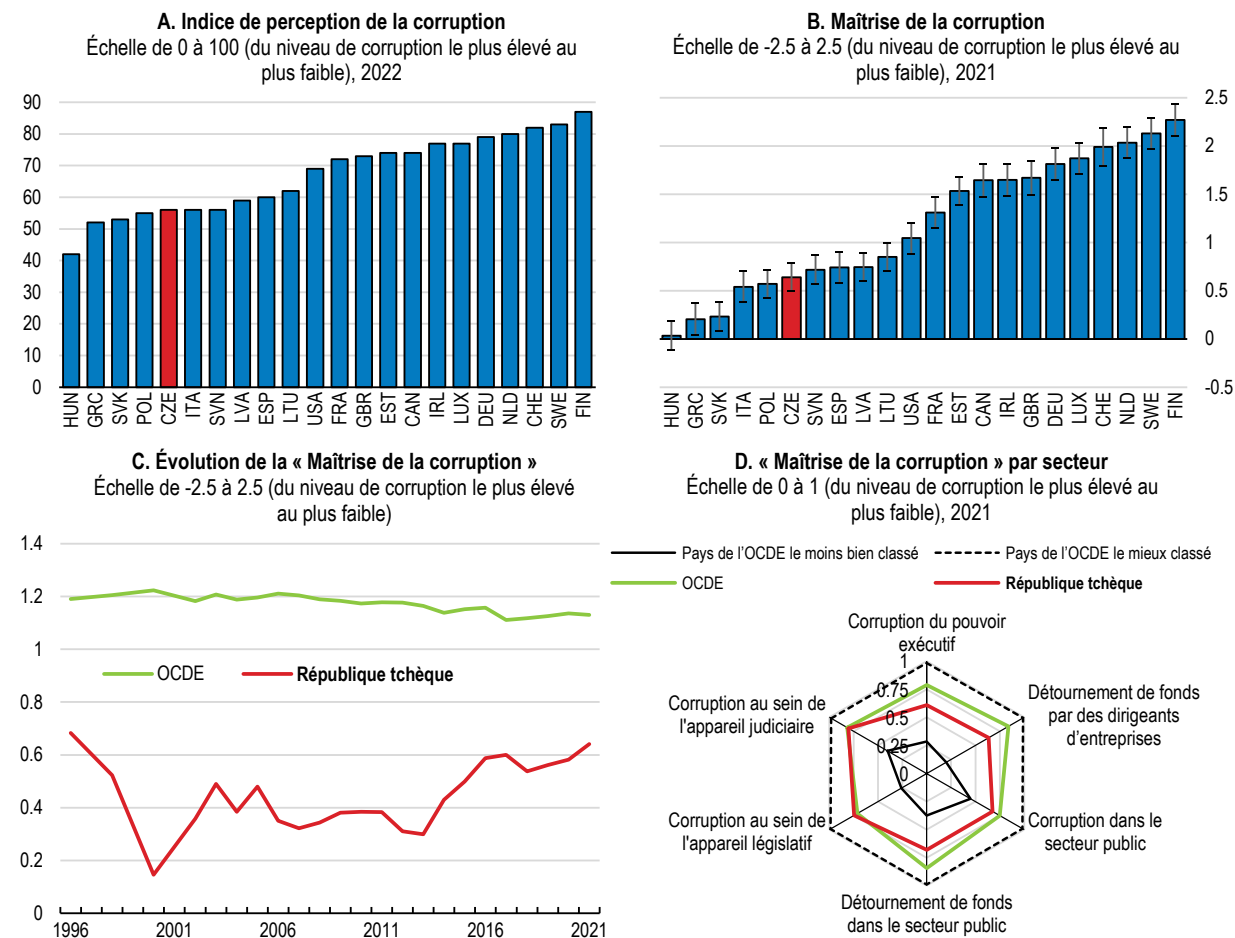 A. Indice de perception de la corruption
Échelle de 0 à 100 (du niveau de corruption le plus élevé au
plus faible), 2022
90
80
70
60
50
40
30
20
10
0
HUN GRC SVK POL CZE ITA SVN LVA ESP LTU USA FRA GBR EST CAN IRL LUX DEU NLD CHE SWE FIN
B. Maîtrise de la corruption
Échelle de -2.5 à 2.5 (du niveau de corruption le plus élevé au
plus faible), 2021
2.5
2
1.5
1
0.5
0
-0.5
HUN GRC SVK ITA POL CZE SVN ESP LVA LTU USA FRA EST CAN IRL GBR DEU LUX CHE NLD SWE FIN
C. Évolution de la « Maîtrise de la corruption »
Échelle de -2.5 à 2.5 (du niveau de corruption le plus élevé
au plus faible)
1.4
1.2
1
0.8
0.6
0.4
0.2
0
OCDE République tchèque
1996 2001 2006 2011 2016 2021
D. « Maîtrise de la corruption » par secteur
Échelle de 0 à 1 (du niveau de corruption le plus élevé au
plus faible), 2021
Pays de l'OCDE le moins bien classé Pays de l'OCDE le mieux classé
OCDE République tchèque
Corruption du pouvoir
exécutif
1
0.75
0.5
0.25
0
Détournement de fonds
par des dirigeants
d'entreprises
Corruption dans le
secteur public
Détournement de fonds
dans le secteur public
Corruption au sein de
l'appareil législatif
Corruption au sein de
l'appareil judiciaire